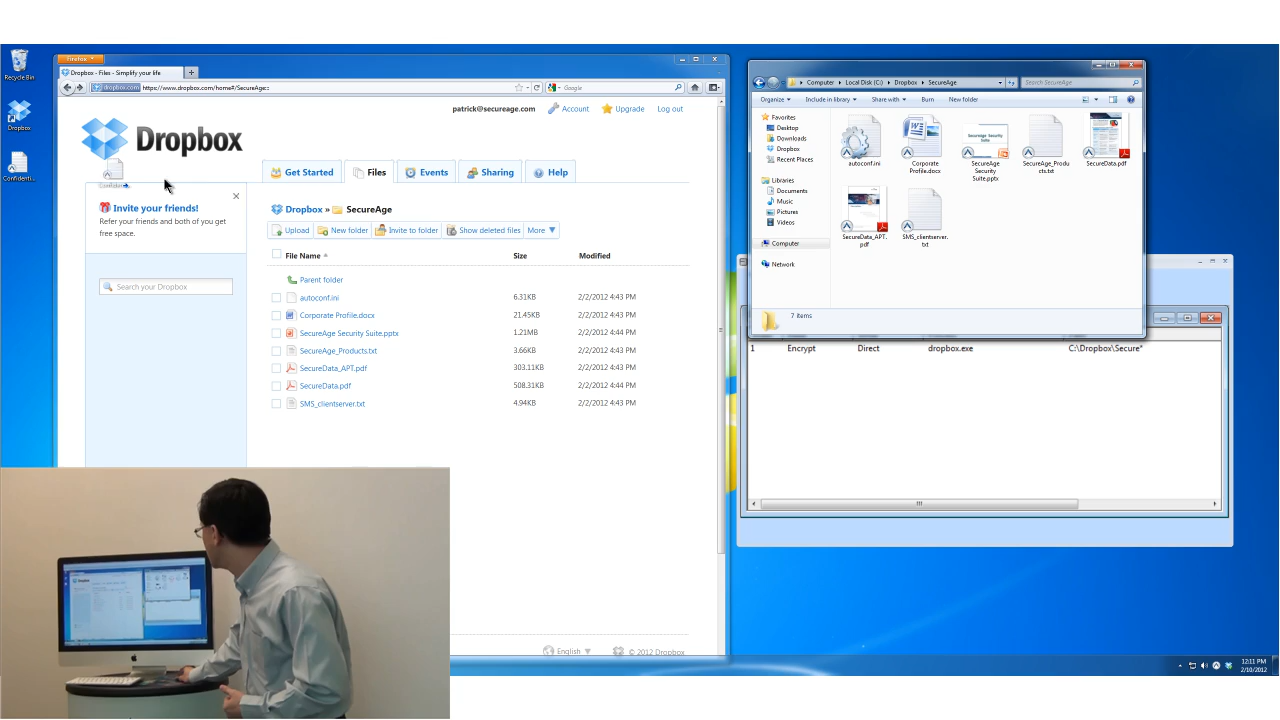 Recycle Bin
Dropbox
Confidenti...
Firefox
Dropbox - Files - Simplify your life
dropbox.com https://www.dropbox.com/home#/SecureAge:::
Google
patrick@secureage.com Account Upgrade Log out
Dropbox
Get Started Files Events Sharing Help
Invite your friends!
Refer your friends and both of you get
free space.
Search your Dropbox
Dropbox » SecureAge
Upload New folder Invite to folder Show deleted files More
File Name Size Modified
Parent folder
autoconf.ini 6.31KB 2/2/2012 4:43 PM
Corporate Profile.docx 21.45KB 2/2/2012 4:43 PM
SecureAge Security Suite.pptx 1.21MB 2/2/2012 4:44 PM
SecureAge_Products.txt 3.66KB 2/2/2012 4:43 PM
SecureData_APT.pdf 303.11KB 2/2/2012 4:43 PM
SecureData.pdf 508.31KB 2/2/2012 4:44 PM
SMS_clientserver.txt 4.94KB 2/2/2012 4:43 PM
English © 2012 Dropbox
Computer Local Disk (C:) Dropbox SecureAge
Search SecureAge
Organize Include in library Share with Burn New folder
Favorites
Desktop
Downloads
Dropbox
Recent Places
Libraries
Documents
Music
Pictures
Videos
Computer
Network
autoconf.ini
Corporate
Profile.docx
SecureAge
Security
Suite.pptx
SecureAge_Produ
cts.txt
SecureData.pdf
SecureData_APT.
pdf
SMS_clientserver.
txt
7 items
1 Encrypt Direct dropbox.exe C:\Dropbox\Secure*
12:11 PM
2/10/2012